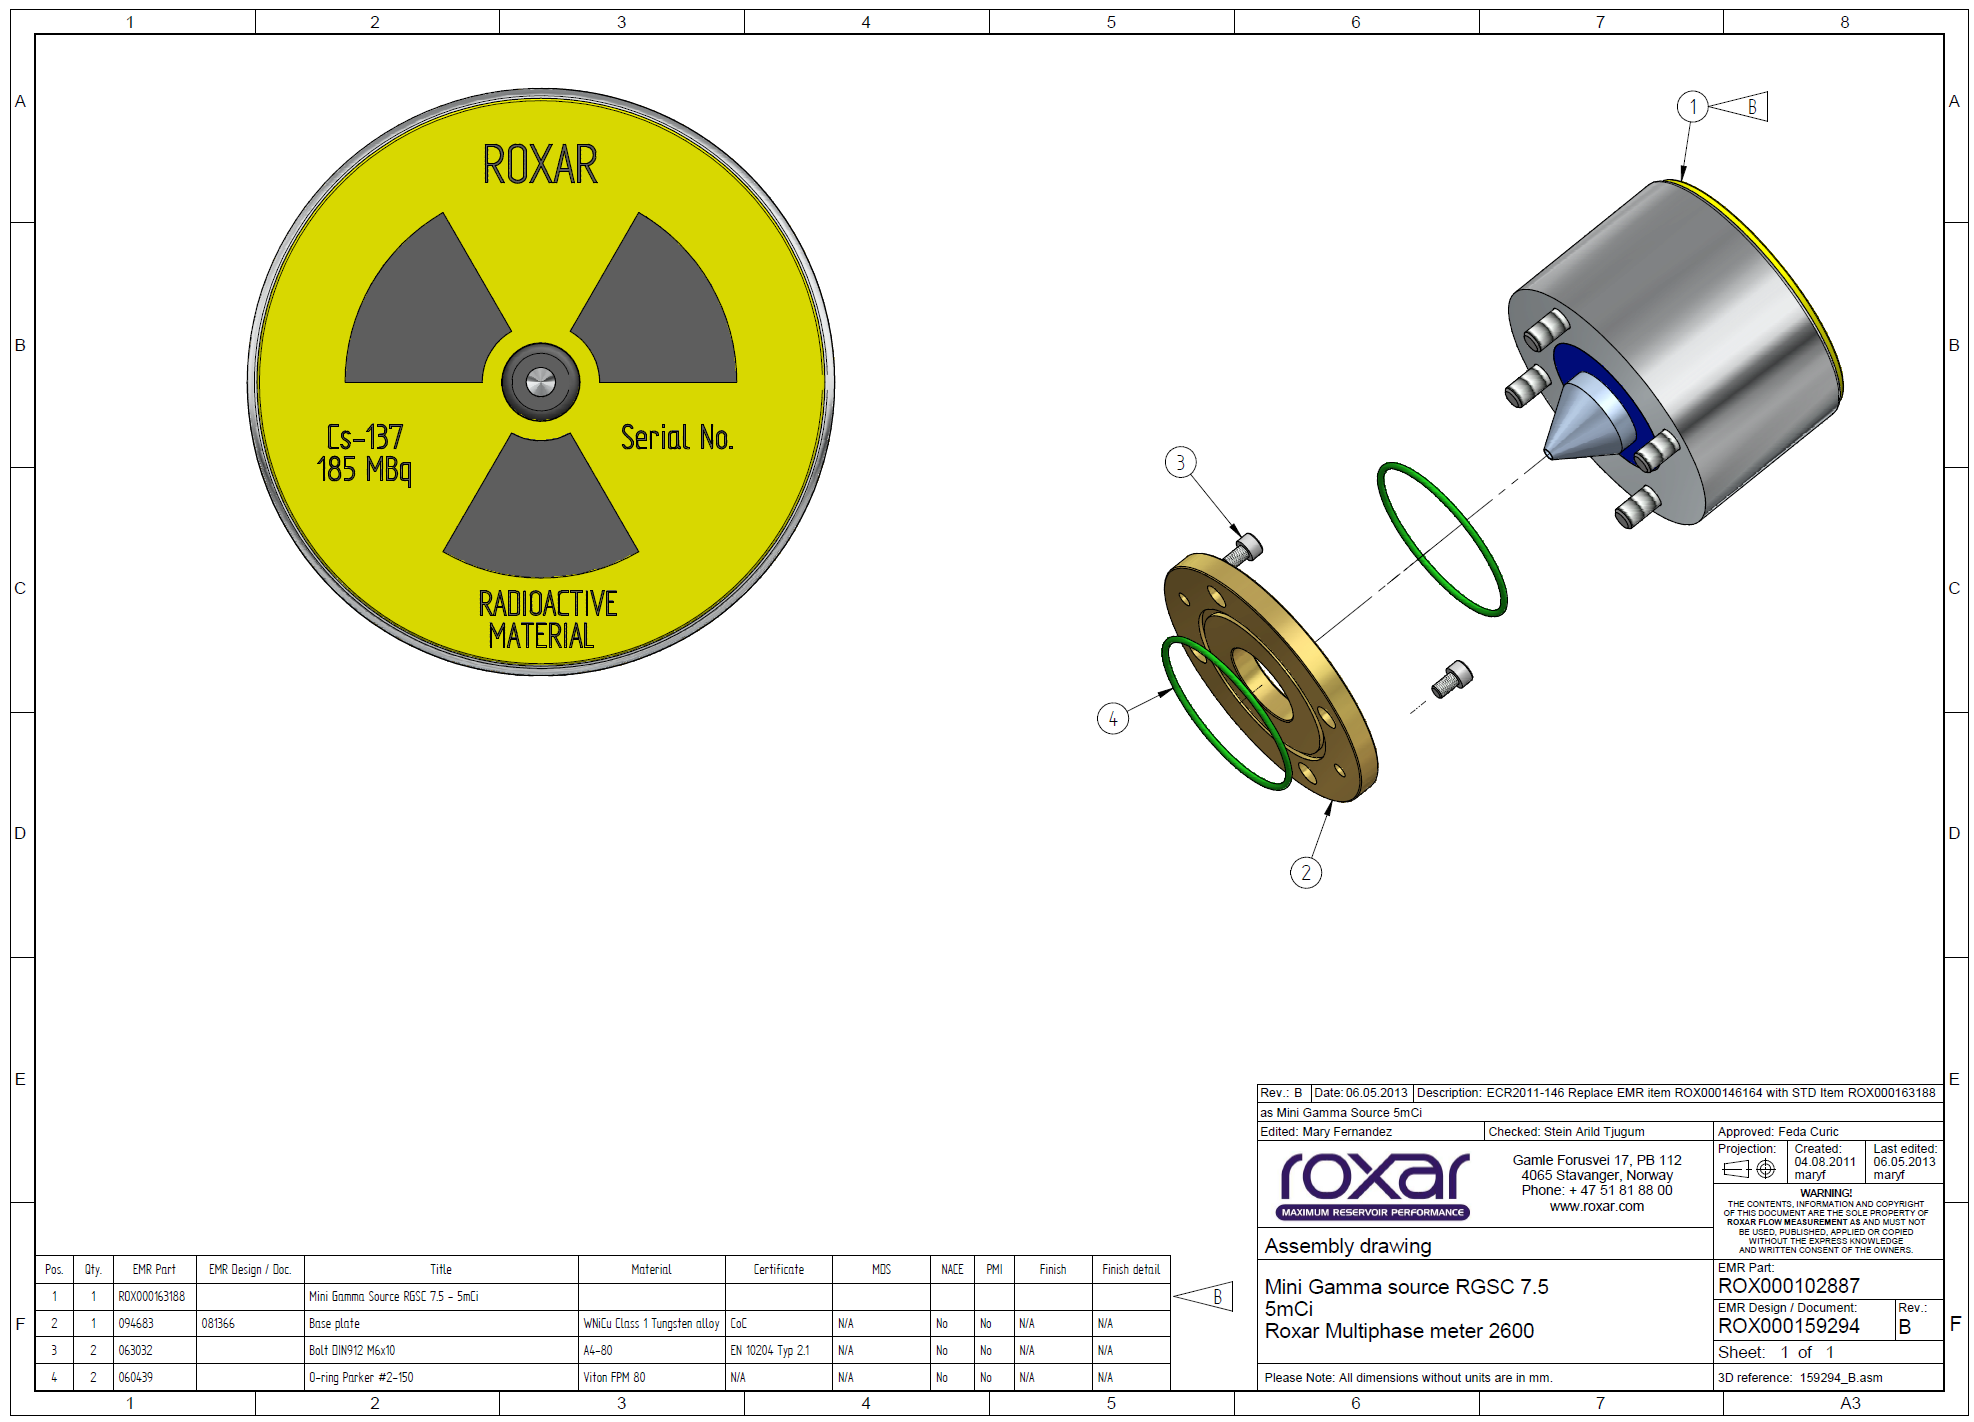 1 2 3 4 5 6 7 8
A A
B B
C C
D D
E E
F F
ROXAR
Cs-137
185 MBq
Serial No.
RADIOACTIVE
MATERIAL
1 B
3
4
2
Rev.: B Date: 06.05.2013 Description: ECR2011-146 Replace EMR item ROX000146164 with STD Item ROX000163188
as Mini Gamma Source 5mCi
Edited: Mary Fernandez Checked: Stein Arild Tjugum Approved: Feda Curic
roxar
MAXIMUM RESERVOIR PERFORMANCE
Gamle Forusvei 17, PB 112
4065 Stavanger, Norway
Phone: + 47 51 81 88 00
www.roxar.com
Projection:
Created:
04.08.2011
maryf
Last edited:
06.05.2013
maryf
WARNING!
THE CONTENTS, INFORMATION AND COPYRIGHT
OF THIS DOCUMENT ARE THE SOLE PROPERTY OF
ROXAR FLOW MEASUREMENT AS AND MUST NOT
BE USED, PUBLISHED, APPLIED OR COPIED
WITHOUT THE EXPRESS KNOWLEDGE
AND WRITTEN CONSENT OF THE OWNERS.
Assembly drawing
Mini Gamma source RGSC 7.5
5mCi
Roxar Multiphase meter 2600
EMR Part:
ROX000102887
EMR Design / Document:
ROX000159294
Rev.:
B
Sheet: 1 of 1
Please Note: All dimensions without units are in mm.
3D reference: 159294_B.asm
Pos. Qty. EMR Part EMR Design / Doc. Title Material Certificate MDS NACE PMI Finish Finish detail
1 1 ROX000163188 Mini Gamma Source RGSC 7.5 - 5mCi B
2 1 094683 081366 Base plate WNiCu Class 1 Tungsten alloy CoC N/A No No N/A N/A
3 2 063032 Bolt DIN912 M6x10 A4-80 EN 10204 Typ 2.1 N/A No No N/A N/A
4 2 060439 O-ring Parker #2-150 Viton FPM 80 N/A N/A No No N/A N/A
1 2 3 4 5 6 7 A3